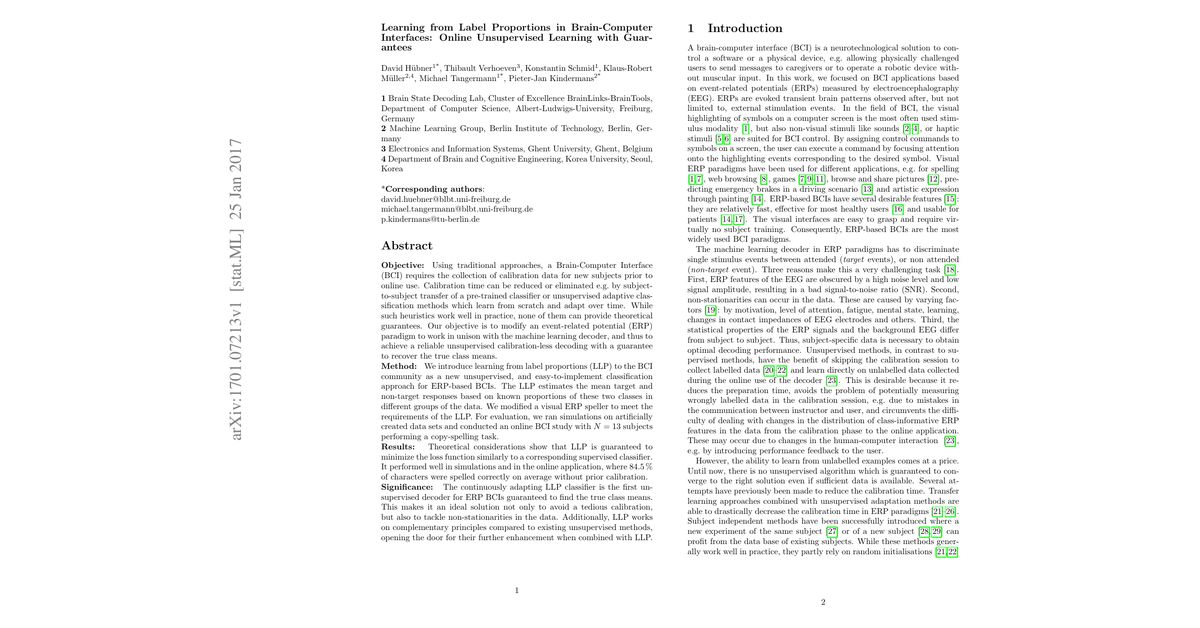 arXiv:1701.07213v1 [stat.ML] 25 Jan 2017
Learning from Label Proportions in Brain-Computer
Interfaces: Online Unsupervised Learning with Guar-
antees
David Hübner1*, Thibault Verhoeven3, Konstantin Schmid1, Klaus-Robert
Müller2,4, Michael Tangermann1*, Pieter-Jan Kindermans2*
1 Brain State Decoding Lab, Cluster of Excellence BrainLinks-BrainTools,
Department of Computer Science, Albert-Ludwigs-University, Freiburg,
Germany
2 Machine Learning Group, Berlin Institute of Technology, Berlin, Ger-
many
3 Electronics and Information Systems, Ghent University, Ghent, Belgium
4 Department of Brain and Cognitive Engineering, Korea University, Seoul,
Korea
*Corresponding authors:
david.huebner@blbt.uni-freiburg.de
michael.tangermann@blbt.uni-freiburg.de
p.kindermans@tu-berlin.de
Abstract
Objective: Using traditional approaches, a Brain-Computer Interface
(BCI) requires the collection of calibration data for new subjects prior to
online use. Calibration time can be reduced or eliminated e.g. by subject-
to-subject transfer of a pre-trained classifier or unsupervised adaptive clas-
sification methods which learn from scratch and adapt over time. While
such heuristics work well in practice, none of them can provide theoretical
guarantees. Our objective is to modify an event-related potential (ERP)
paradigm to work in unison with the machine learning decoder, and thus to
achieve a reliable unsupervised calibration-less decoding with a guarantee
to recover the true class means.
Method: We introduce learning from label proportions (LLP) to the BCI
community as a new unsupervised, and easy-to-implement classification
approach for ERP-based BCIs. The LLP estimates the mean target and
non-target responses based on known proportions of these two classes in
different groups of the data. We modified a visual ERP speller to meet the
requirements of the LLP. For evaluation, we ran simulations on artificially
created data sets and conducted an online BCI study with N = 13 subjects
performing a copy-spelling task.
Results: Theoretical considerations show that LLP is guaranteed to
minimize the loss function similarly to a corresponding supervised classifier.
It performed well in simulations and in the online application, where 84.5 %
of characters were spelled correctly on average without prior calibration.
Significance: The continuously adapting LLP classifier is the first un-
supervised decoder for ERP BCIs guaranteed to find the true class means.
This makes it an ideal solution not only to avoid a tedious calibration,
but also to tackle non-stationarities in the data. Additionally, LLP works
on complementary principles compared to existing unsupervised methods,
opening the door for their further enhancement when combined with LLP.
1
1 Introduction
A brain-computer interface (BCI) is a neurotechnological solution to con-
trol a software or a physical device, e.g. allowing physically challenged
users to send messages to caregivers or to operate a robotic device with-
out muscular input. In this work, we focused on BCI applications based
on event-related potentials (ERPs) measured by electroencephalography
(EEG). ERPs are evoked transient brain patterns observed after, but not
limited to, external stimulation events. In the field of BCI, the visual
highlighting of symbols on a computer screen is the most often used stim-
ulus modality [1], but also non-visual stimuli like sounds [2–4], or haptic
stimuli [5,6] are suited for BCI control. By assigning control commands to
symbols on a screen, the user can execute a command by focusing attention
onto the highlighting events corresponding to the desired symbol. Visual
ERP paradigms have been used for different applications, e.g. for spelling
[1,7], web browsing [8], games [7,9–11], browse and share pictures [12], pre-
dicting emergency brakes in a driving scenario [13] and artistic expression
through painting [14]. ERP-based BCIs have several desirable features [15]:
they are relatively fast, effective for most healthy users [16] and usable for
patients [14,17]. The visual interfaces are easy to grasp and require vir-
tually no subject training. Consequently, ERP-based BCIs are the most
widely used BCI paradigms.
The machine learning decoder in ERP paradigms has to discriminate
single stimulus events between attended (target events), or non attended
(non-target event). Three reasons make this a very challenging task [18].
First, ERP features of the EEG are obscured by a high noise level and low
signal amplitude, resulting in a bad signal-to-noise ratio (SNR). Second,
non-stationarities can occur in the data. These are caused by varying fac-
tors [19]: by motivation, level of attention, fatigue, mental state, learning,
changes in contact impedances of EEG electrodes and others. Third, the
statistical properties of the ERP signals and the background EEG differ
from subject to subject. Thus, subject-specific data is necessary to obtain
optimal decoding performance. Unsupervised methods, in contrast to su-
pervised methods, have the benefit of skipping the calibration session to
collect labelled data [20–22] and learn directly on unlabelled data collected
during the online use of the decoder [23]. This is desirable because it re-
duces the preparation time, avoids the problem of potentially measuring
wrongly labelled data in the calibration session, e.g. due to mistakes in
the communication between instructor and user, and circumvents the diffi-
culty of dealing with changes in the distribution of class-informative ERP
features in the data from the calibration phase to the online application.
These may occur due to changes in the human-computer interaction [23],
e.g. by introducing performance feedback to the user.
However, the ability to learn from unlabelled examples comes at a price.
Until now, there is no unsupervised algorithm which is guaranteed to con-
verge to the right solution even if sufficient data is available. Several at-
tempts have previously been made to reduce the calibration time. Transfer
learning approaches combined with unsupervised adaptation methods are
able to drastically decrease the calibration time in ERP paradigms [21–26].
Subject independent methods have been successfully introduced where a
new experiment of the same subject [27] or of a new subject [28,29] can
profit from the data base of existing subjects. While these methods gener-
ally work well in practice, they partly rely on random initialisations [21,22]
2